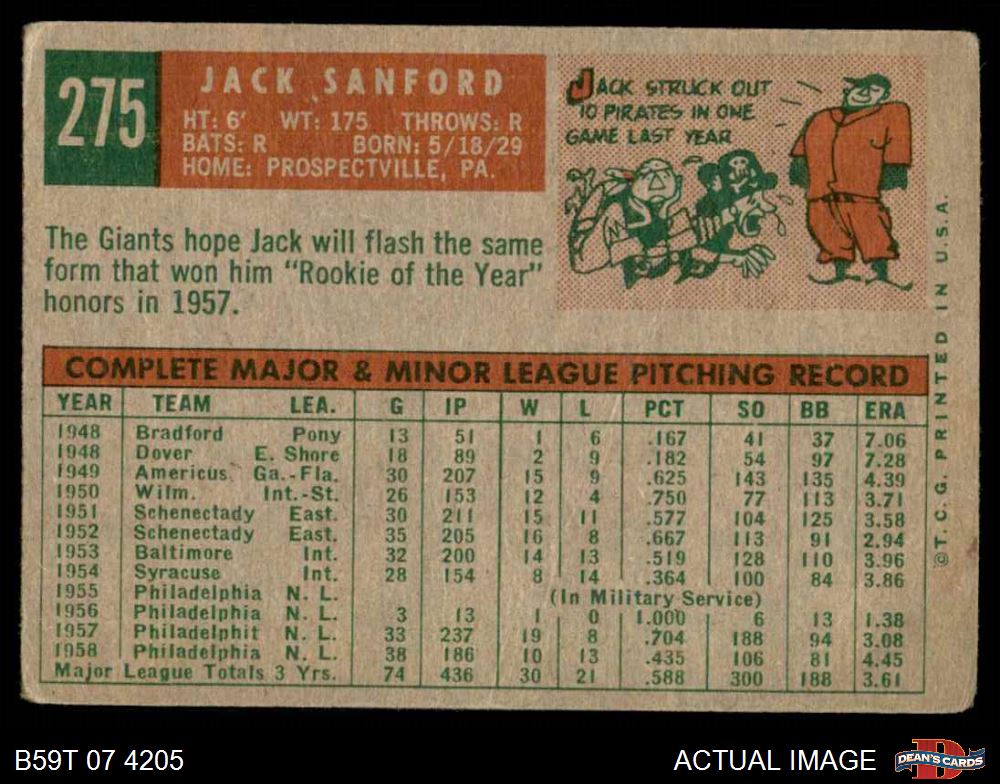 275
JACK SANFORD
HT: 6' WT: 175 THROWS: R
BATS: R BORN: 5/18/29
HOME: PROSPECTVILLE, PA.
JACK STRUCK OUT
10 PIRATES IN ONE
GAME LAST YEAR
The Giants hope Jack will flash the same
form that won him "Rookie of the Year"
honors in 1957.
COMPLETE MAJOR & MINOR LEAGUE PITCHING RECORD
YEAR TEAM LEA. G IP W L PCT SO BB ERA
1948 Bradford Pony 13 51 1 6 .167 41 37 7.06
1948 Dover E. Shore 18 89 2 9 .182 54 97 7.28
1949 Americus Ga.-Fla. 30 207 15 9 .625 143 135 4.39
1950 Wilm. Int.-St. 26 153 12 4 .750 77 113 3.71
1951 Schenectady East. 30 211 15 11 .577 104 125 3.58
1952 Schenectady East. 35 205 16 8 .667 113 91 2.94
1953 Baltimore Int. 32 200 14 13 .519 128 110 3.96
1954 Syracuse Int. 28 154 8 14 .364 100 84 3.86
1955 Philadelphia N. L. (In Military Service)
1956 Philadelphia N. L. 3 13 1 0 1.000 6 13 1.38
1957 Philadelphit N. L. 33 237 19 8 .704 188 94 3.08
1958 Philadelphia N. L. 38 186 10 13 .435 106 81 4.45
Major League Totals 3 Yrs. 74 436 30 21 .588 300 188 3.61
©T. C. G. PRINTED IN U.S.A.
B59T 07 4205
ACTUAL IMAGE
D
DEAN'S CARDS